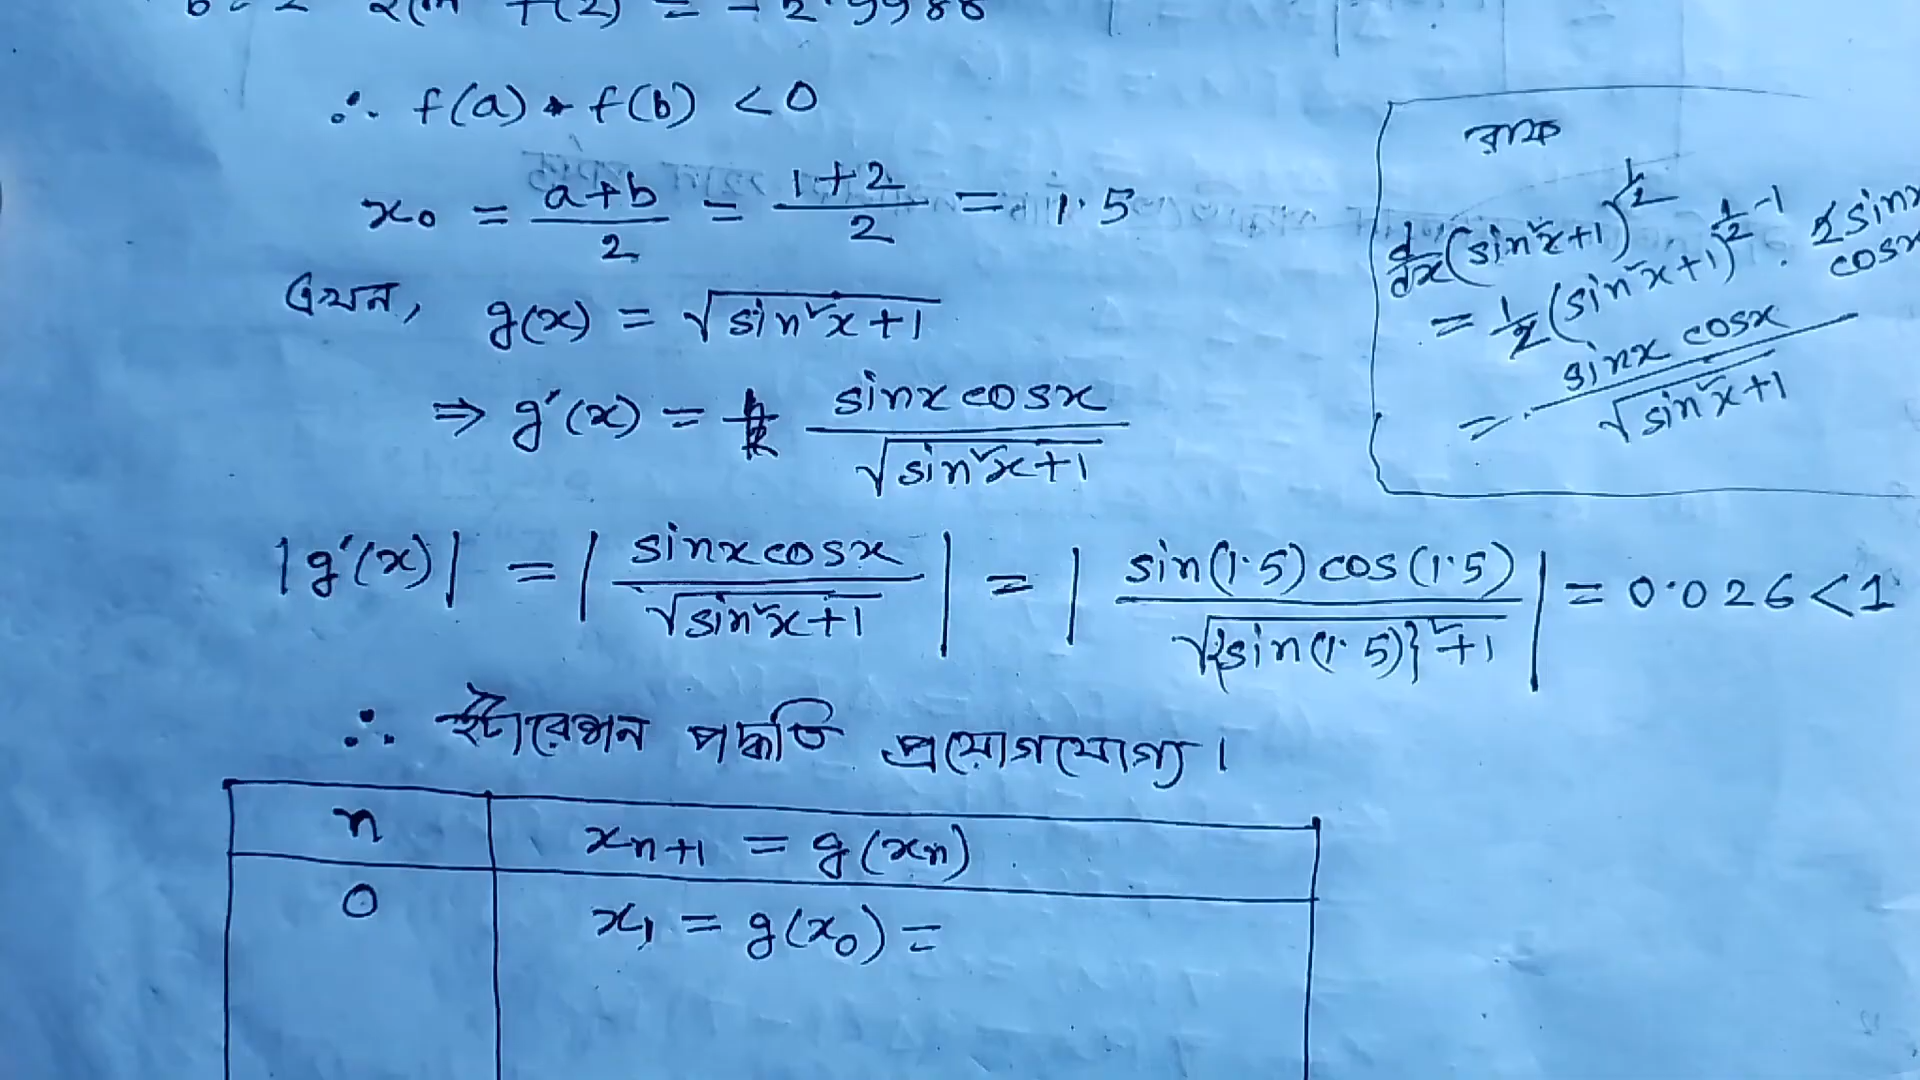 f(2) = -2.9988
∴ f(a) * f(b) < 0
x₀ = (a+b)/2 = (1+2)/2 = 1.5
এখন, g(x) = √(sin²x+1)
⇒ g'(x) = (sinx cosx)/√(sin²x+1)
|g'(x)| = |(sinx cosx)/√(sin²x+1)| = |(sin(1.5) cos(1.5))/√({sin(1.5)}²+1)| = 0.026 < 1
∴ ইটারেশন পদ্ধতি প্রয়োগযোগ্য।
n xₙ₊₁ = g(xₙ)
0 x₁ = g(x₀) =
রাফ
d/dx (sin²x+1)^(1/2)
= 1/2 (sin²x+1)^(1/2 -1) · 2 sinx cosx
= (sinx cosx)/√(sin²x+1)